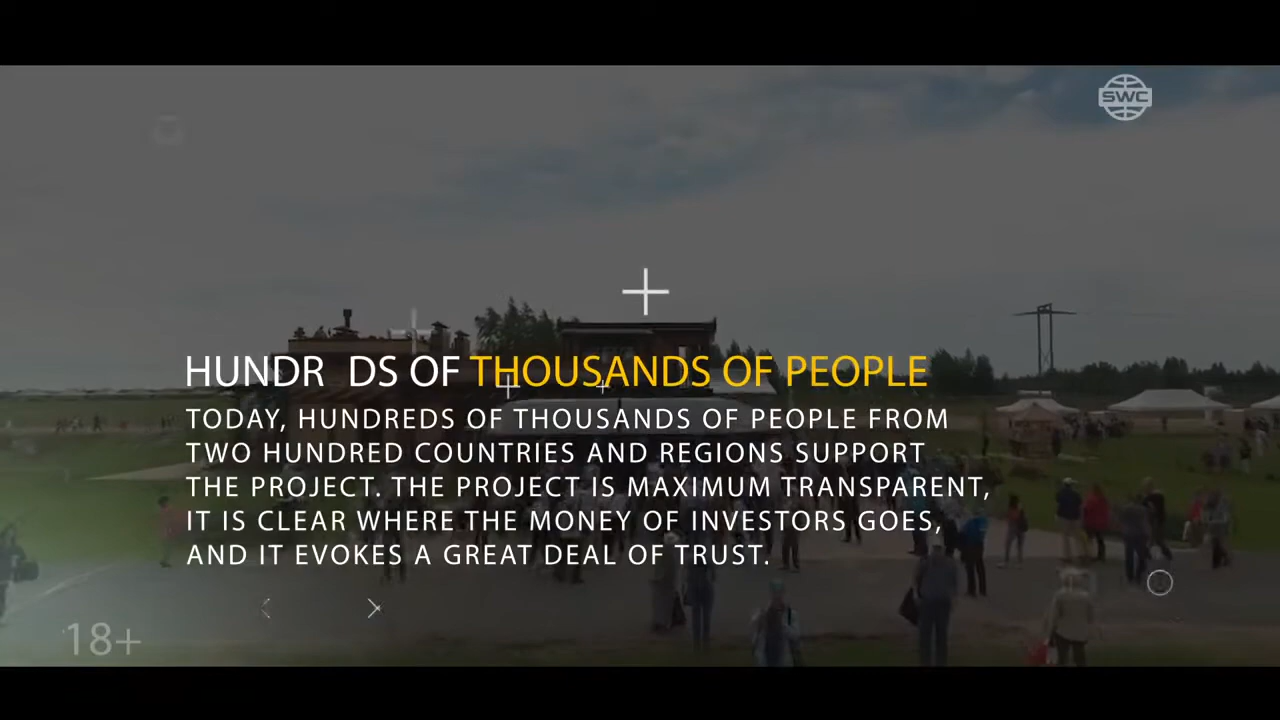 SWC
HUNDR DS OF THOUSANDS OF PEOPLE
TODAY, HUNDREDS OF THOUSANDS OF PEOPLE FROM
TWO HUNDRED COUNTRIES AND REGIONS SUPPORT
THE PROJECT. THE PROJECT IS MAXIMUM TRANSPARENT,
IT IS CLEAR WHERE THE MONEY OF INVESTORS GOES,
AND IT EVOKES A GREAT DEAL OF TRUST.
18+